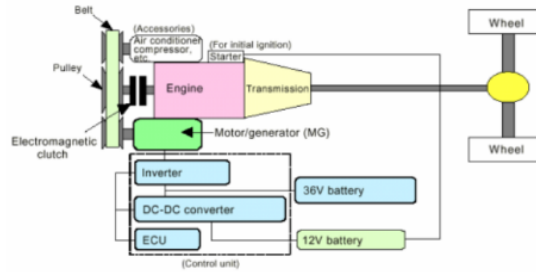 Belt
Wheel
(Accessories)
Air conditioner
compressor,
etc.
(For initial ignition)
Starter
Pulley
Engine
Transmission
Electromagnetic
clutch
Motor/generator (MG)
Wheel
Inverter
36V battery
DC-DC converter
ECU
12V battery
(Control unit)